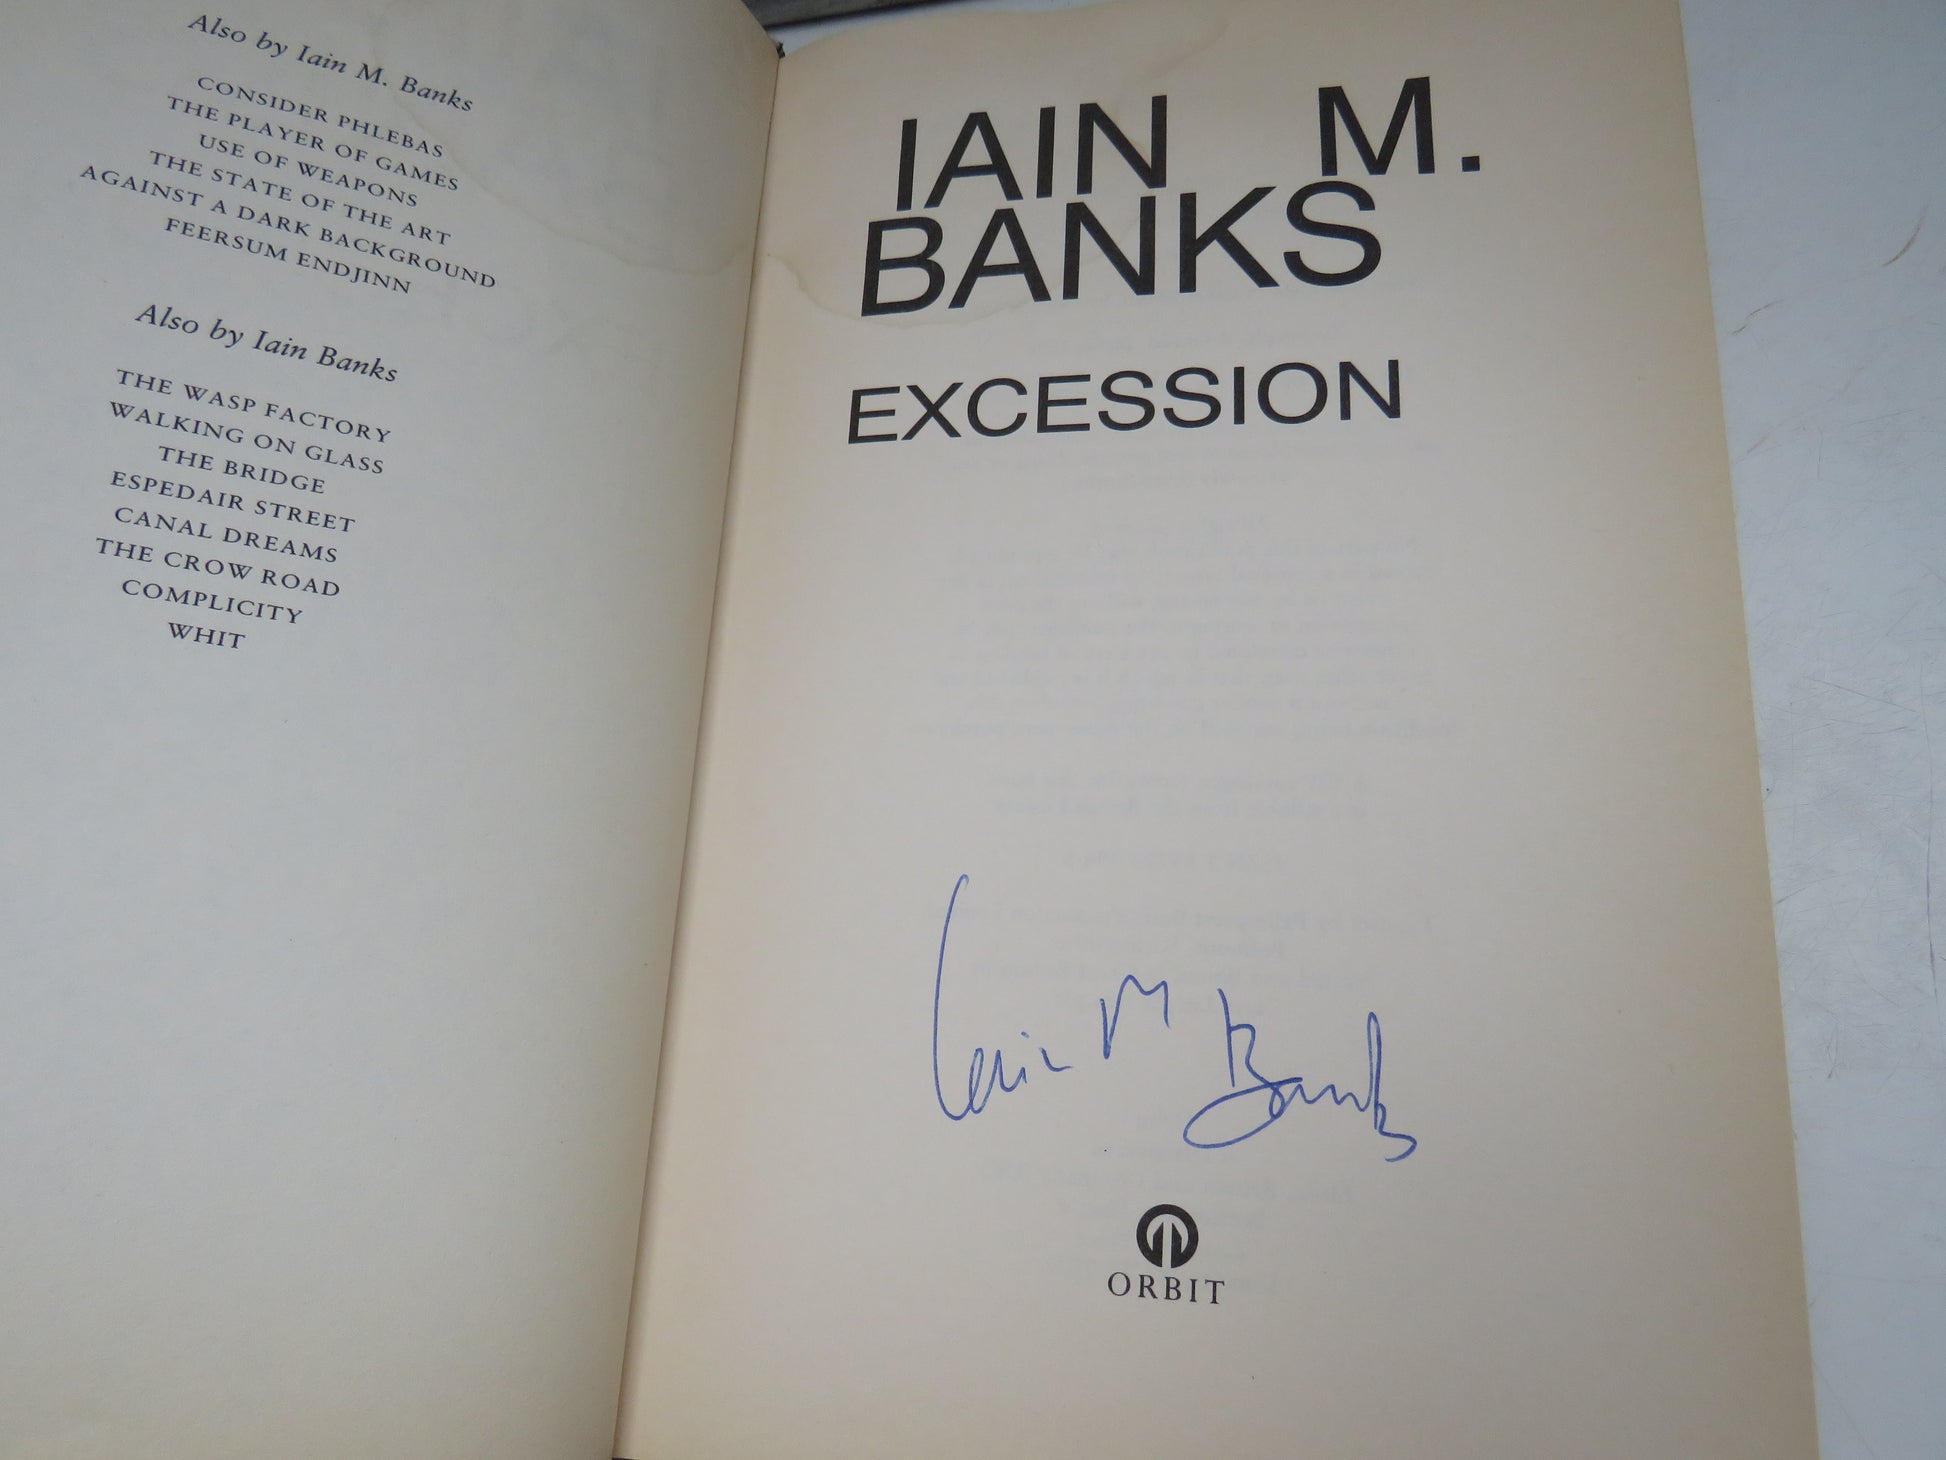 Also by Iain M. Banks
CONSIDER PHLEBAS
THE PLAYER OF GAMES
USE OF WEAPONS
THE STATE OF THE ART
AGAINST A DARK BACKGROUND
FEERSUM ENDJINN
Also by Iain Banks
THE WASP FACTORY
WALKING ON GLASS
THE BRIDGE
ESPEDAIR STREET
CANAL DREAMS
THE CROW ROAD
COMPLICITY
WHIT
IAIN M.
BANKS
EXCESSION
Iain M Banks
ORBIT